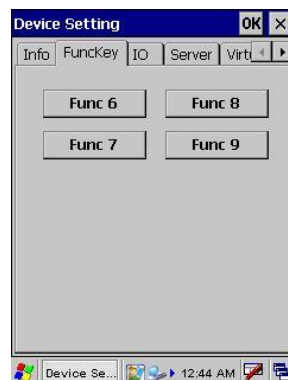 Device Setting OK ×
Info FuncKey IO Server Virtu
Func 6 Func 8
Func 7 Func 9
Device Se... 12:44 AM